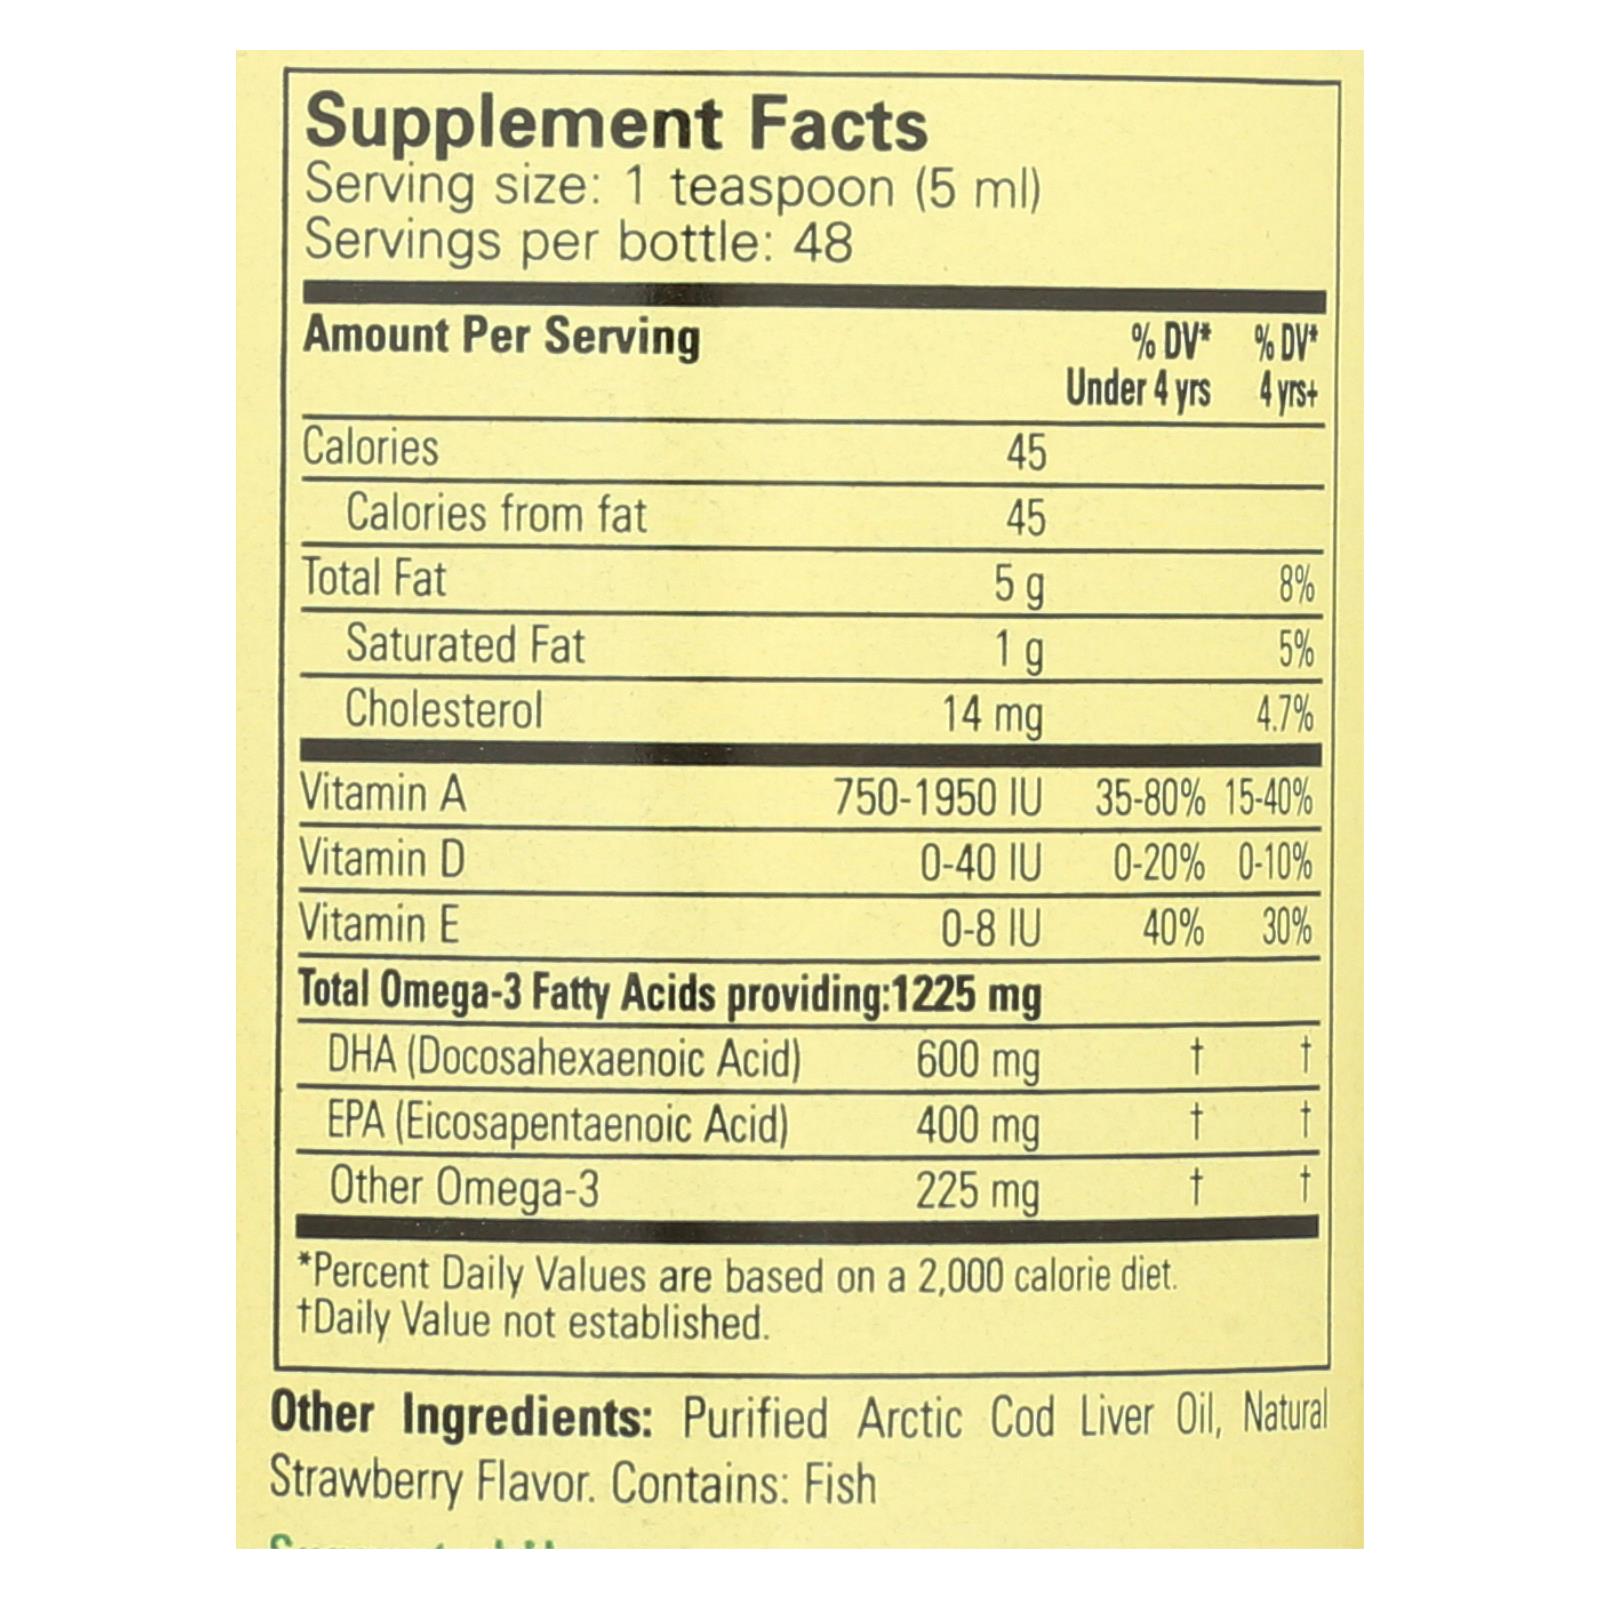 Supplement Facts
Serving size: 1 teaspoon (5 ml)
Servings per bottle: 48
Amount Per Serving % DV* % DV*
Under 4 yrs 4 yrs+
Calories 45
Calories from fat 45
Total Fat 5 g 8%
Saturated Fat 1 g 5%
Cholesterol 14 mg 4.7%
Vitamin A 750-1950 IU 35-80% 15-40%
Vitamin D 0-40 IU 0-20% 0-10%
Vitamin E 0-8 IU 40% 30%
Total Omega-3 Fatty Acids providing:1225 mg
DHA (Docosahexaenoic Acid) 600 mg † †
EPA (Eicosapentaenoic Acid) 400 mg † †
Other Omega-3 225 mg † †
*Percent Daily Values are based on a 2,000 calorie diet.
†Daily Value not established.
Other Ingredients: Purified Arctic Cod Liver Oil, Natural
Strawberry Flavor. Contains: Fish